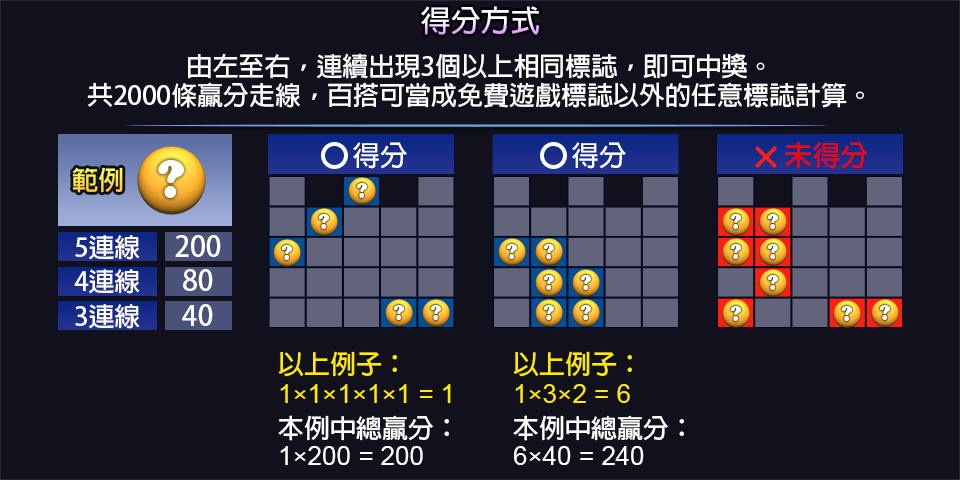 得分方式
由左至右，連續出現3個以上相同標誌，即可中獎。
共2000條贏分走線，百搭可當成免費遊戲標誌以外的任意標誌計算。
範例 ?
5連線 200
4連線 80
3連線 40
○得分
?
?
?
? ?
以上例子：
1×1×1×1×1 = 1
本例中總贏分：
1×200 = 200
○得分
? ?
? ?
? ?
以上例子：
1×3×2 = 6
本例中總贏分：
6×40 = 240
×未得分
? ?
? ?
?
? ? ?